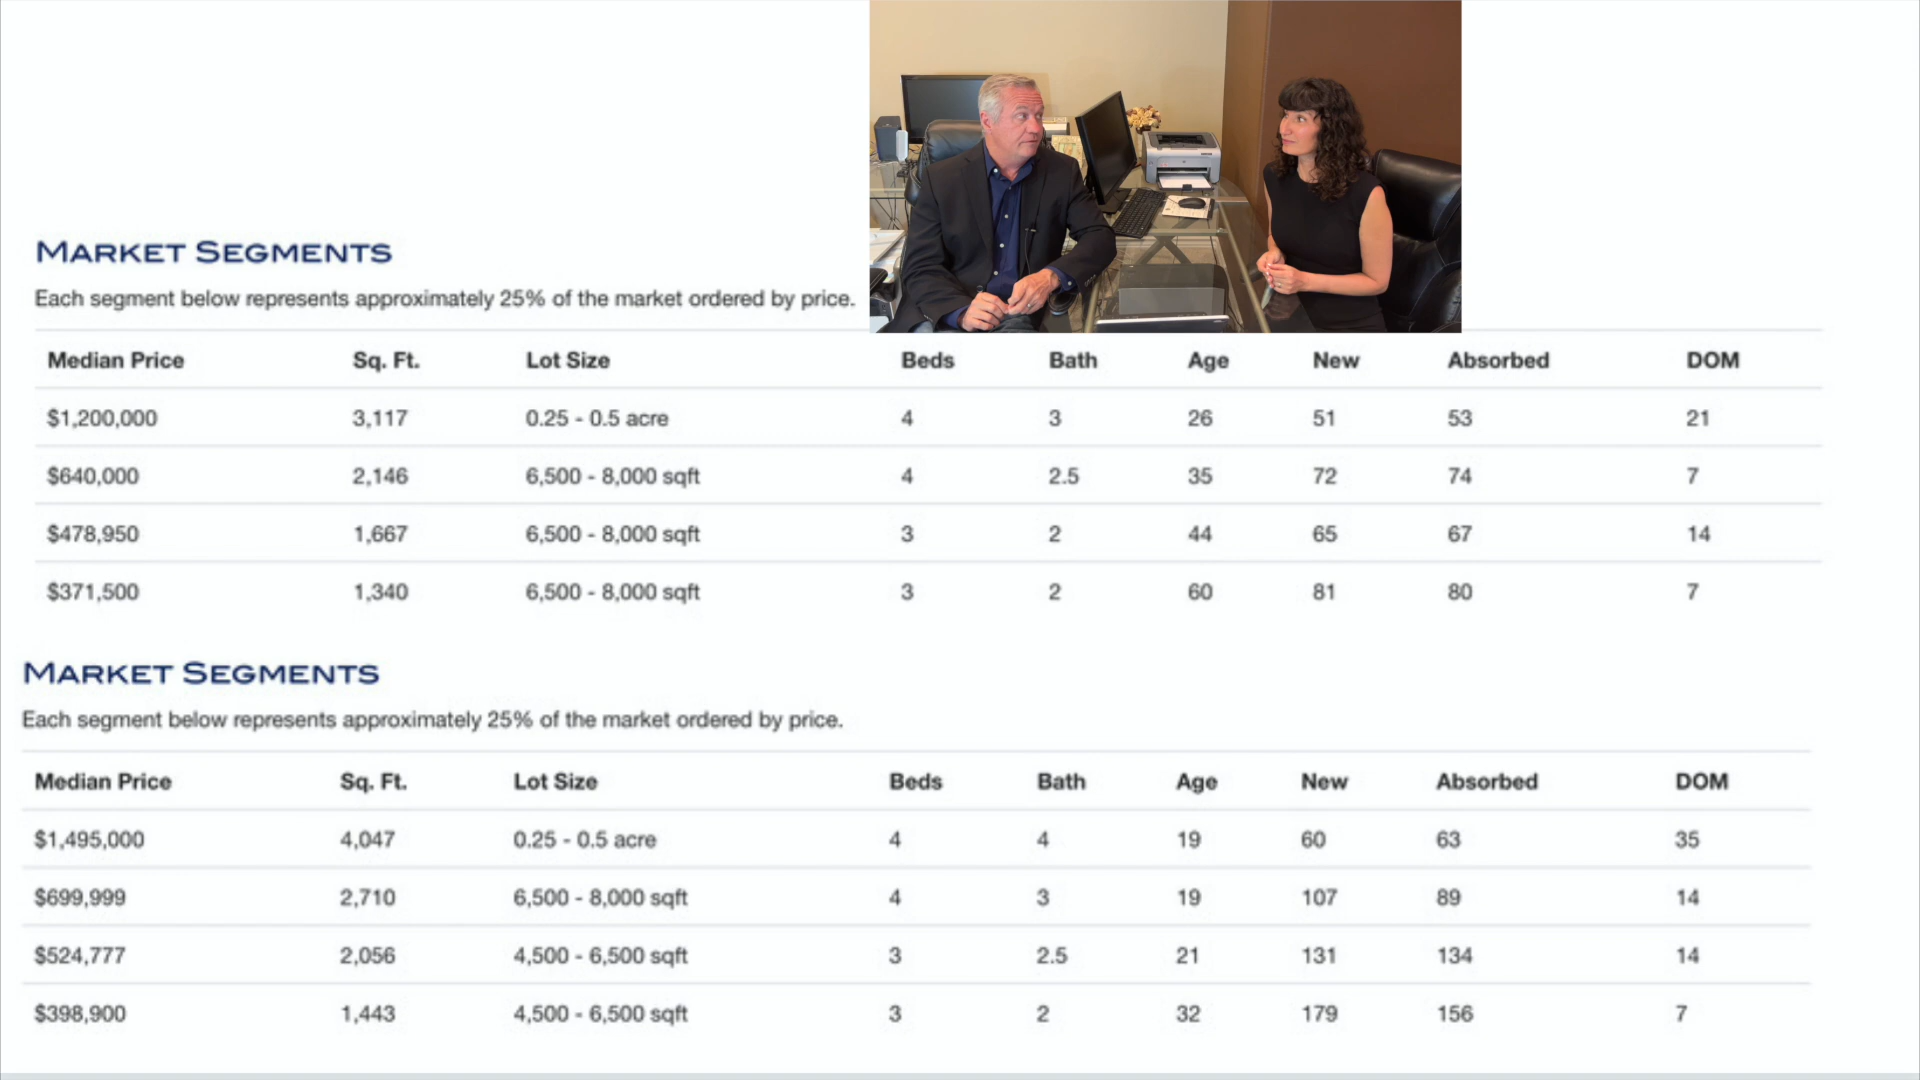 MARKET SEGMENTS
Each segment below represents approximately 25% of the market ordered by price.
Median Price Sq. Ft. Lot Size Beds Bath Age New Absorbed DOM
$1,200,000 3,117 0.25 - 0.5 acre 4 3 26 51 53 21
$640,000 2,146 6,500 - 8,000 sqft 4 2.5 35 72 74 7
$478,950 1,667 6,500 - 8,000 sqft 3 2 44 65 67 14
$371,500 1,340 6,500 - 8,000 sqft 3 2 60 81 80 7
MARKET SEGMENTS
Each segment below represents approximately 25% of the market ordered by price.
Median Price Sq. Ft. Lot Size Beds Bath Age New Absorbed DOM
$1,495,000 4,047 0.25 - 0.5 acre 4 4 19 60 63 35
$699,999 2,710 6,500 - 8,000 sqft 4 3 19 107 89 14
$524,777 2,056 4,500 - 6,500 sqft 3 2.5 21 131 134 14
$398,900 1,443 4,500 - 6,500 sqft 3 2 32 179 156 7